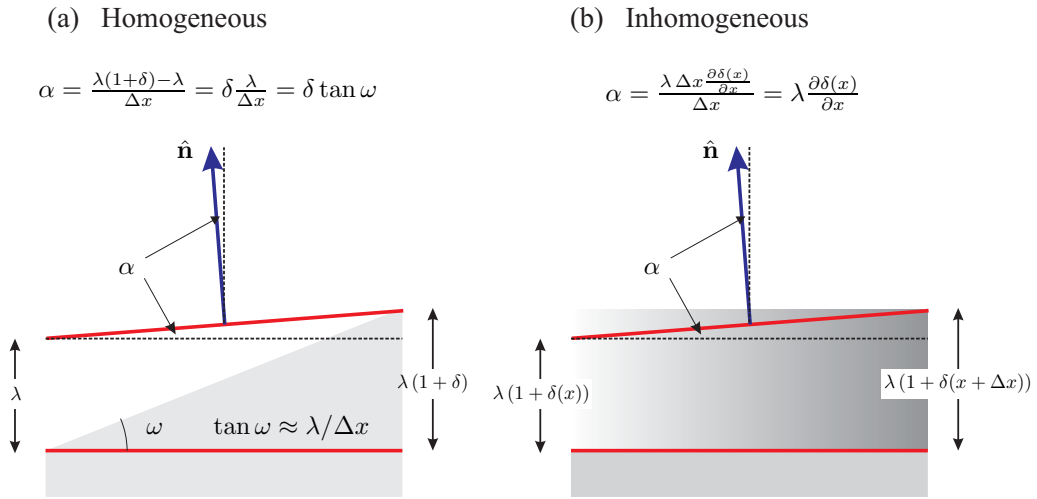 (a) Homogeneous
α = (λ(1+δ)−λ)/Δx = δ λ/Δx = δ tan ω
n̂
α
λ
λ (1 + δ)
ω
tan ω ≈ λ/Δx
(b) Inhomogeneous
α = (λ Δx ∂δ(x)/∂x)/Δx = λ ∂δ(x)/∂x
n̂
α
λ (1 + δ(x))
λ (1 + δ(x + Δx))